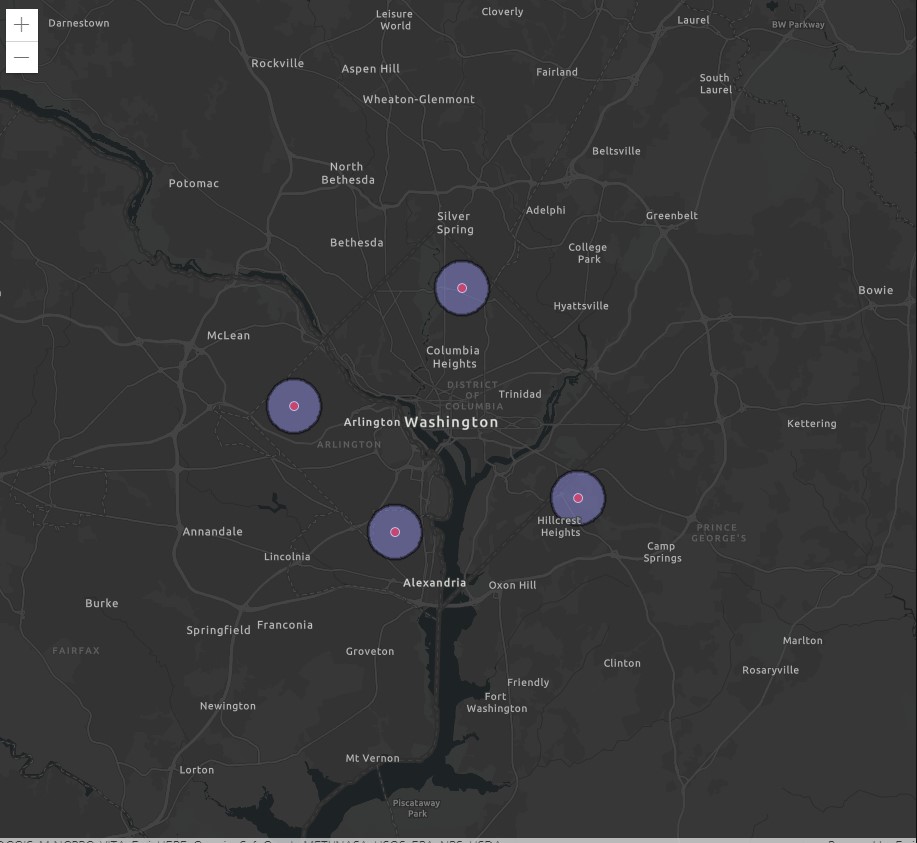 Darnestown
Leisure
World
Cloverly
Laurel
BW Parkway
Rockville
Aspen Hill
Fairland
South
Laurel
Wheaton-Glenmont
Beltsville
North
Bethesda
Potomac
Adelphi
Greenbelt
Silver
Spring
Bethesda
College
Park
Bowie
Hyattsville
McLean
Columbia
Heights
DISTRICT
OF
COLUMBIA
Trinidad
Arlington
Washington
Kettering
ARLINGTON
Hillcrest
Heights
PRINCE
GEORGE'S
Annandale
Camp
Springs
Lincolnia
Alexandria
Oxon Hill
Burke
Springfield
Franconia
Marlton
FAIRFAX
Groveton
Clinton
Rosaryville
Friendly
Fort
Washington
Newington
Mt Vernon
Lorton
Piscataway
Park